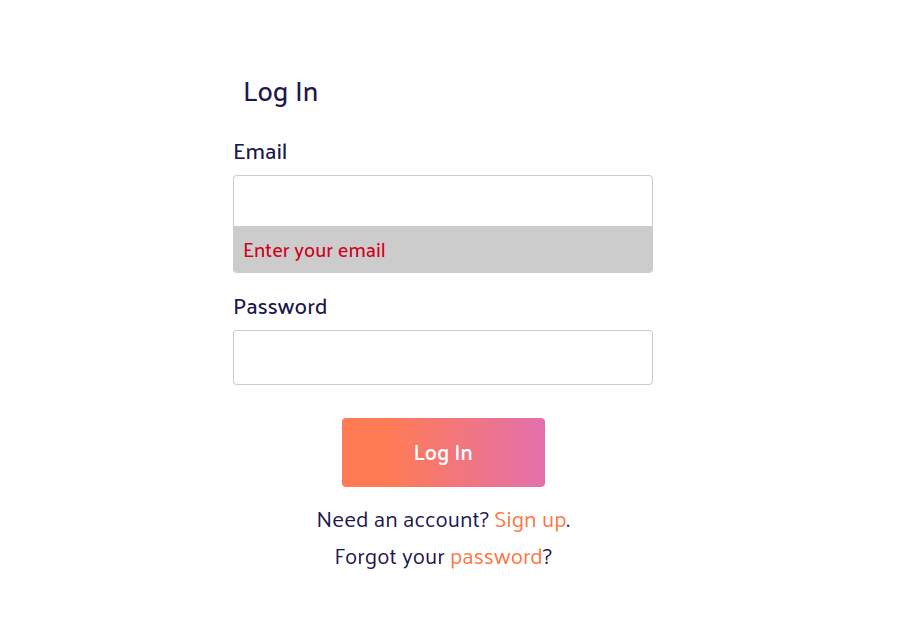 Log In
Email
Enter your email
Password
Log In
Need an account? Sign up.
Forgot your password?